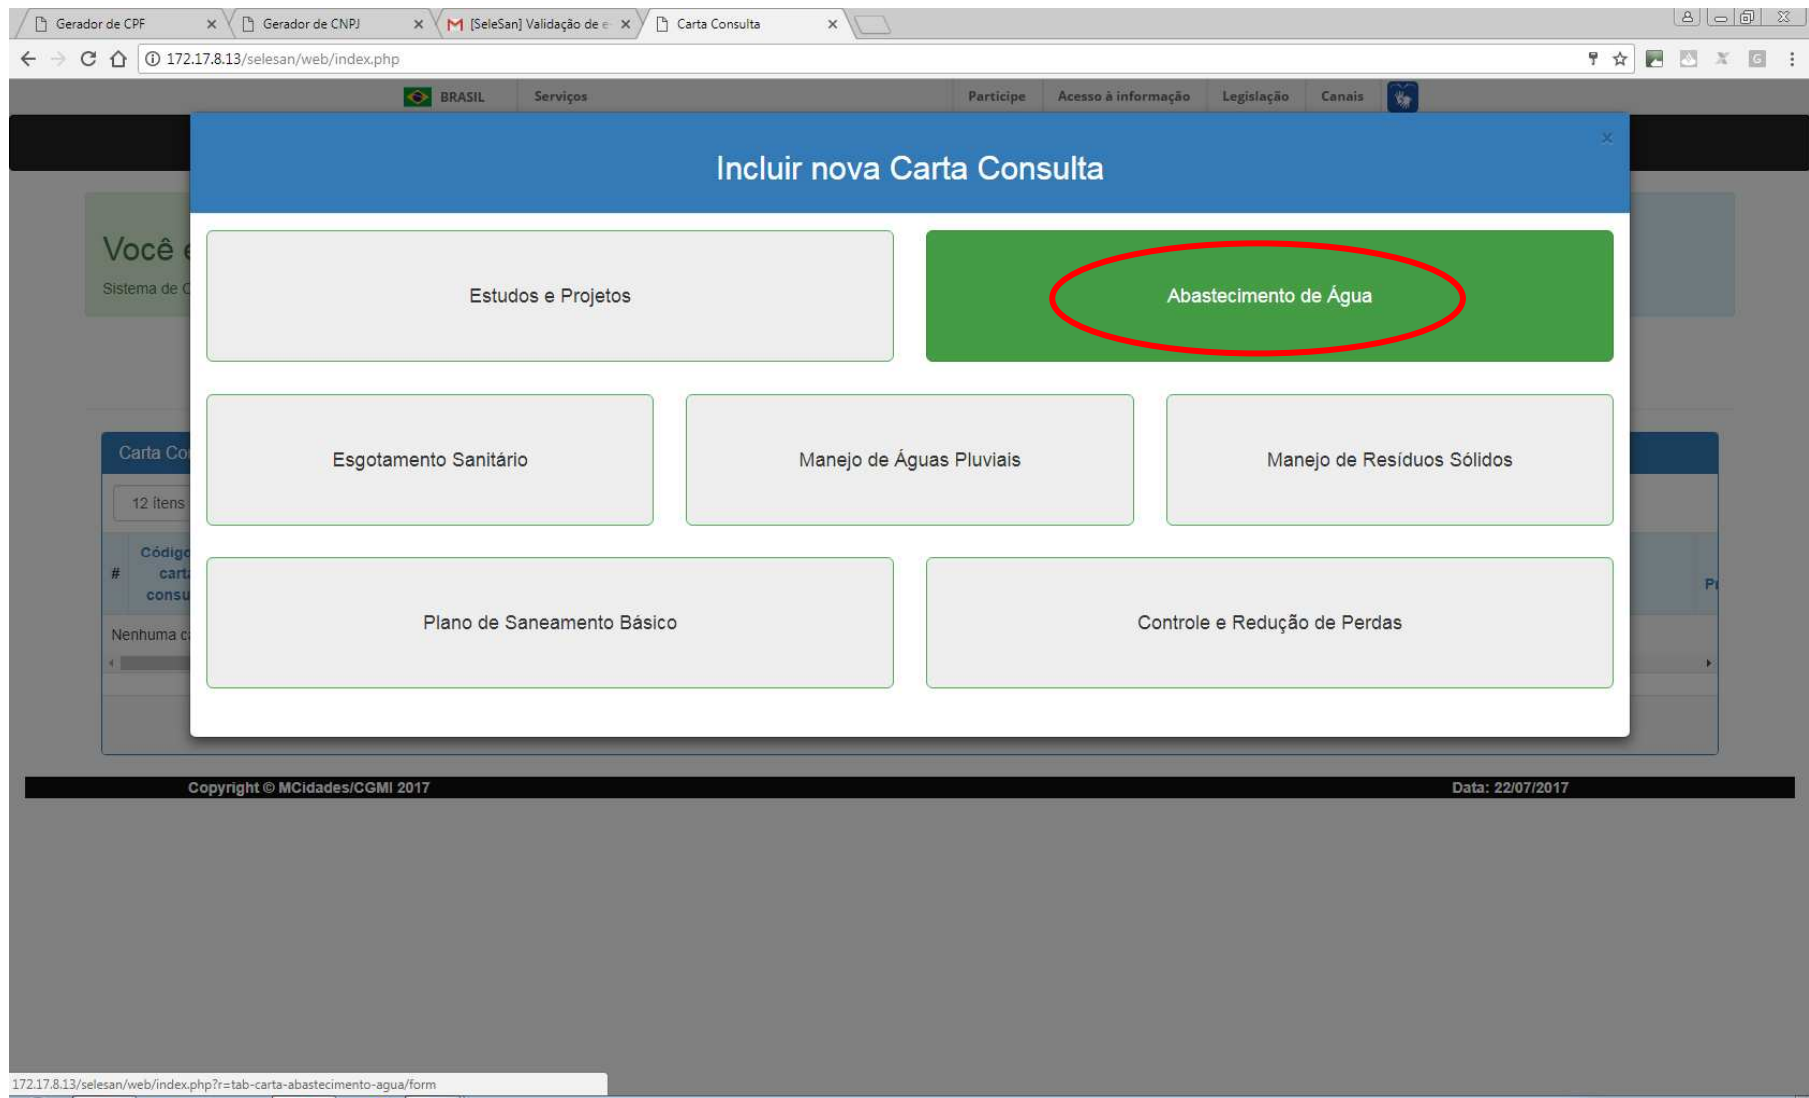 Gerador de CPF
Gerador de CNPJ
[SeleSan] Validação de e
Carta Consulta
172.17.8.13/selesan/web/index.php
BRASIL
Serviços
Participe
Acesso à informação
Legislação
Canais
Incluir nova Carta Consulta
×
Você e
Sistema de C
Estudos e Projetos
Abastecimento de Água
Esgotamento Sanitário
Manejo de Águas Pluviais
Manejo de Resíduos Sólidos
Carta Co
12 ítens
#
Código
carta
consu
Nenhuma c
Plano de Saneamento Básico
Controle e Redução de Perdas
Copyright © MCidades/CGMI 2017
Data: 22/07/2017
172.17.8.13/selesan/web/index.php?r=tab-carta-abastecimento-agua/form